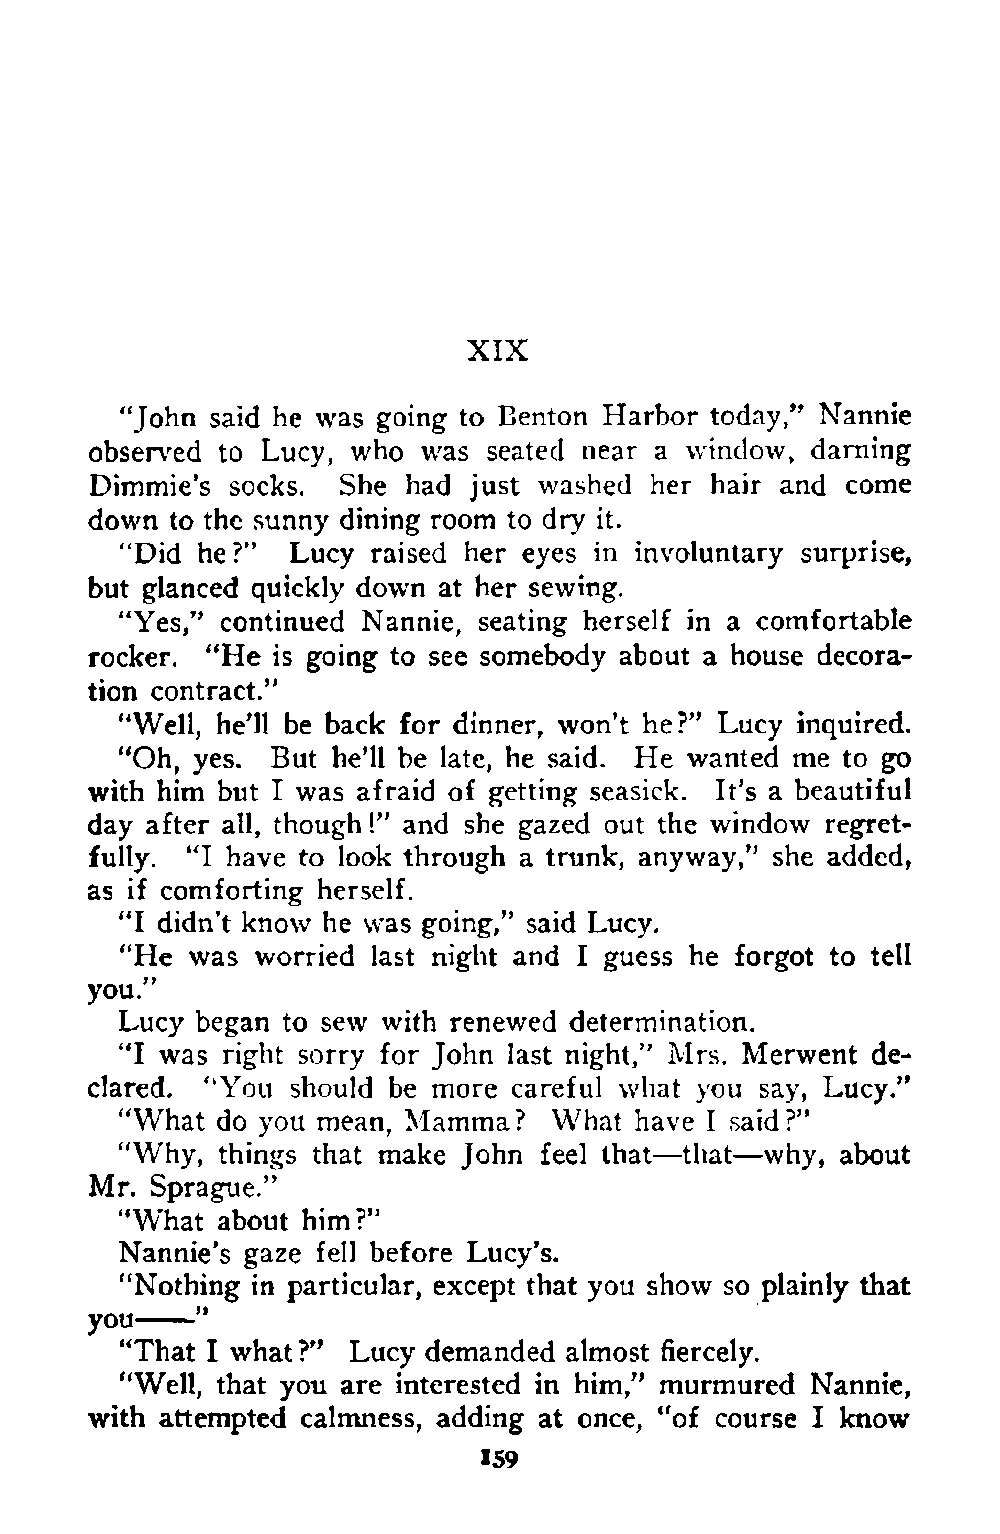 XIX
“John said he was going to Benton Harbor today,” Nannie
observed to Lucy, who was seated near a window, darning
Dimmie's socks. She had just washed her hair and come
down to the sunny dining room to dry it.
“Did he?” Lucy raised her eyes in involuntary surprise,
but glanced quickly down at her sewing.
“Yes,” continued Nannie, seating herself in a comfortable
rocker. “He is going to see somebody about a house decora-
tion contract.”
“Well, he'll be back for dinner, won't he?” Lucy inquired.
“Oh, yes. But he'll be late, he said. He wanted me to go
with him but I was afraid of getting seasick. It's a beautiful
day after all, though!” and she gazed out the window regret-
fully. “I have to look through a trunk, anyway,” she added,
as if comforting herself.
“I didn't know he was going,” said Lucy.
“He was worried last night and I guess he forgot to tell
you.”
Lucy began to sew with renewed determination.
“I was right sorry for John last night,” Mrs. Merwent de-
clared. “You should be more careful what you say, Lucy.”
“What do you mean, Mamma? What have I said?”
“Why, things that make John feel that—that—why, about
Mr. Sprague.”
“What about him?”
Nannie's gaze fell before Lucy's.
“Nothing in particular, except that you show so plainly that
you——”
“That I what?” Lucy demanded almost fiercely.
“Well, that you are interested in him,” murmured Nannie,
with attempted calmness, adding at once, “of course I know
159